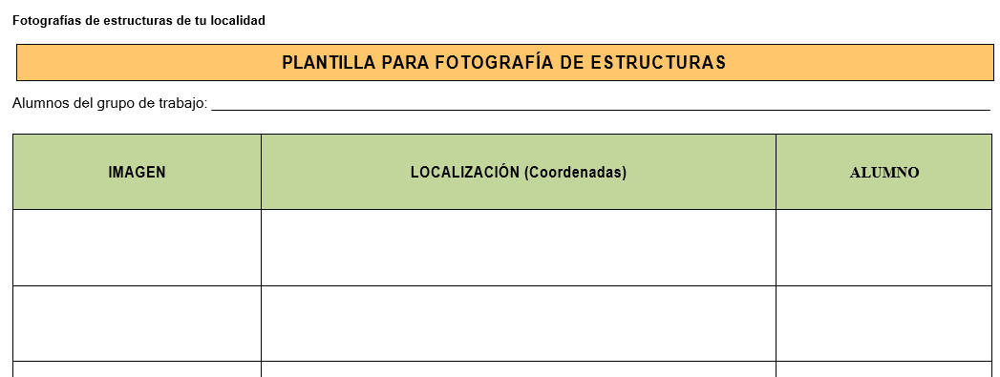 Fotografías de estructuras de tu localidad
PLANTILLA PARA FOTOGRAFÍA DE ESTRUCTURAS
Alumnos del grupo de trabajo:
IMAGEN
LOCALIZACIÓN (Coordenadas)
ALUMNO